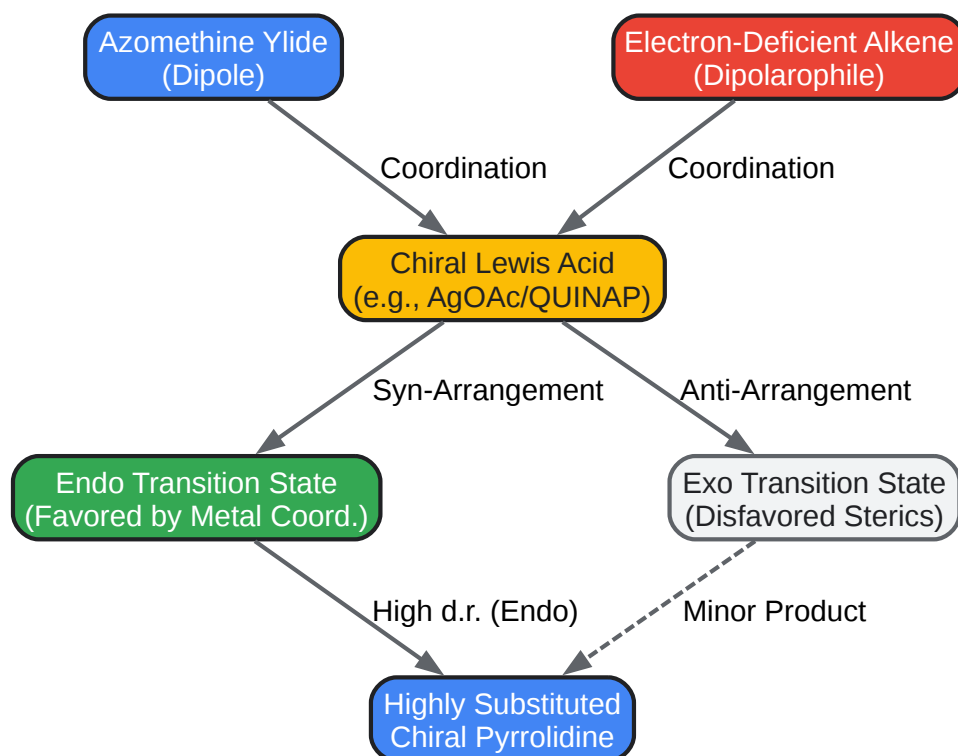 Azomethine Ylide
(Dipole)
Electron-Deficient Alkene
(Dipolarophile)
Coordination
Coordination
Chiral Lewis Acid
(e.g., AgOAc/QUINAP)
Syn-Arrangement
Anti-Arrangement
Endo Transition State
(Favored by Metal Coord.)
Exo Transition State
(Disfavored Sterics)
High d.r. (Endo)
Minor Product
Highly Substituted
Chiral Pyrrolidine